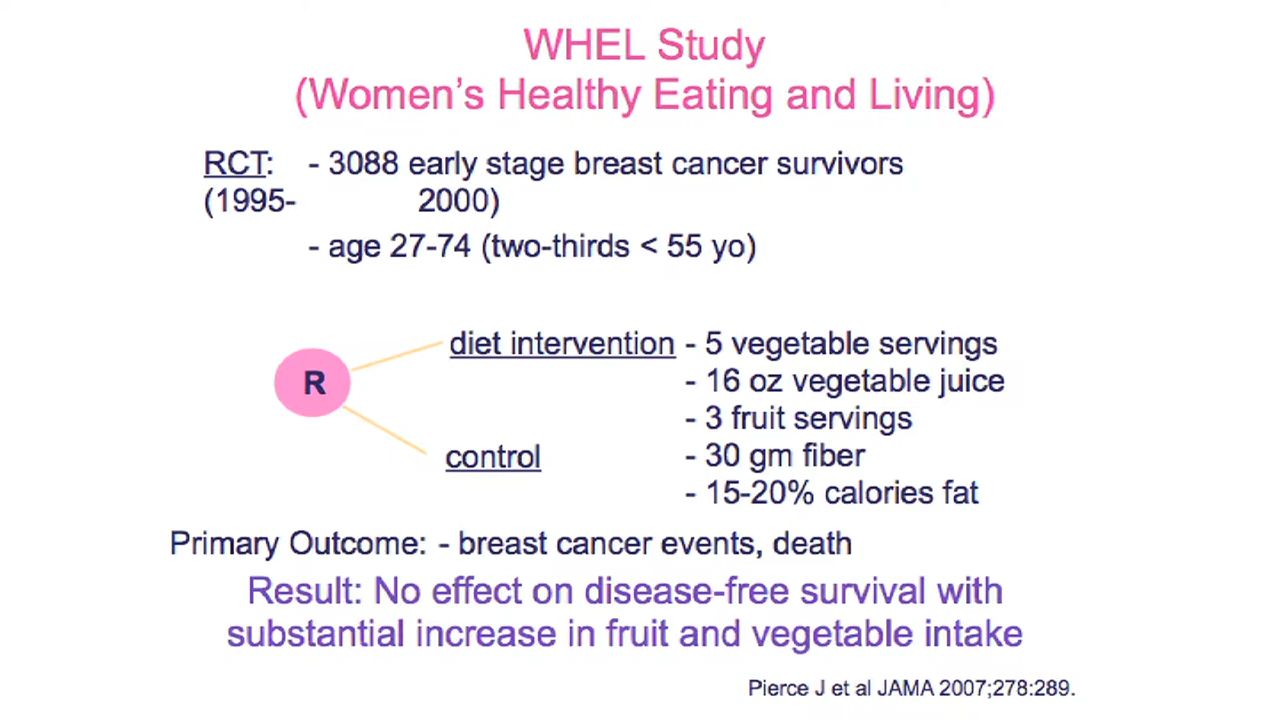 WHEL Study
(Women's Healthy Eating and Living)
RCT: - 3088 early stage breast cancer survivors
(1995- 2000)
- age 27-74 (two-thirds < 55 yo)
diet intervention - 5 vegetable servings
- 16 oz vegetable juice
R
- 3 fruit servings
control - 30 gm fiber
- 15-20% calories fat
Primary Outcome: - breast cancer events, death
Result: No effect on disease-free survival with
substantial increase in fruit and vegetable intake
Pierce J et al JAMA 2007;278:289.